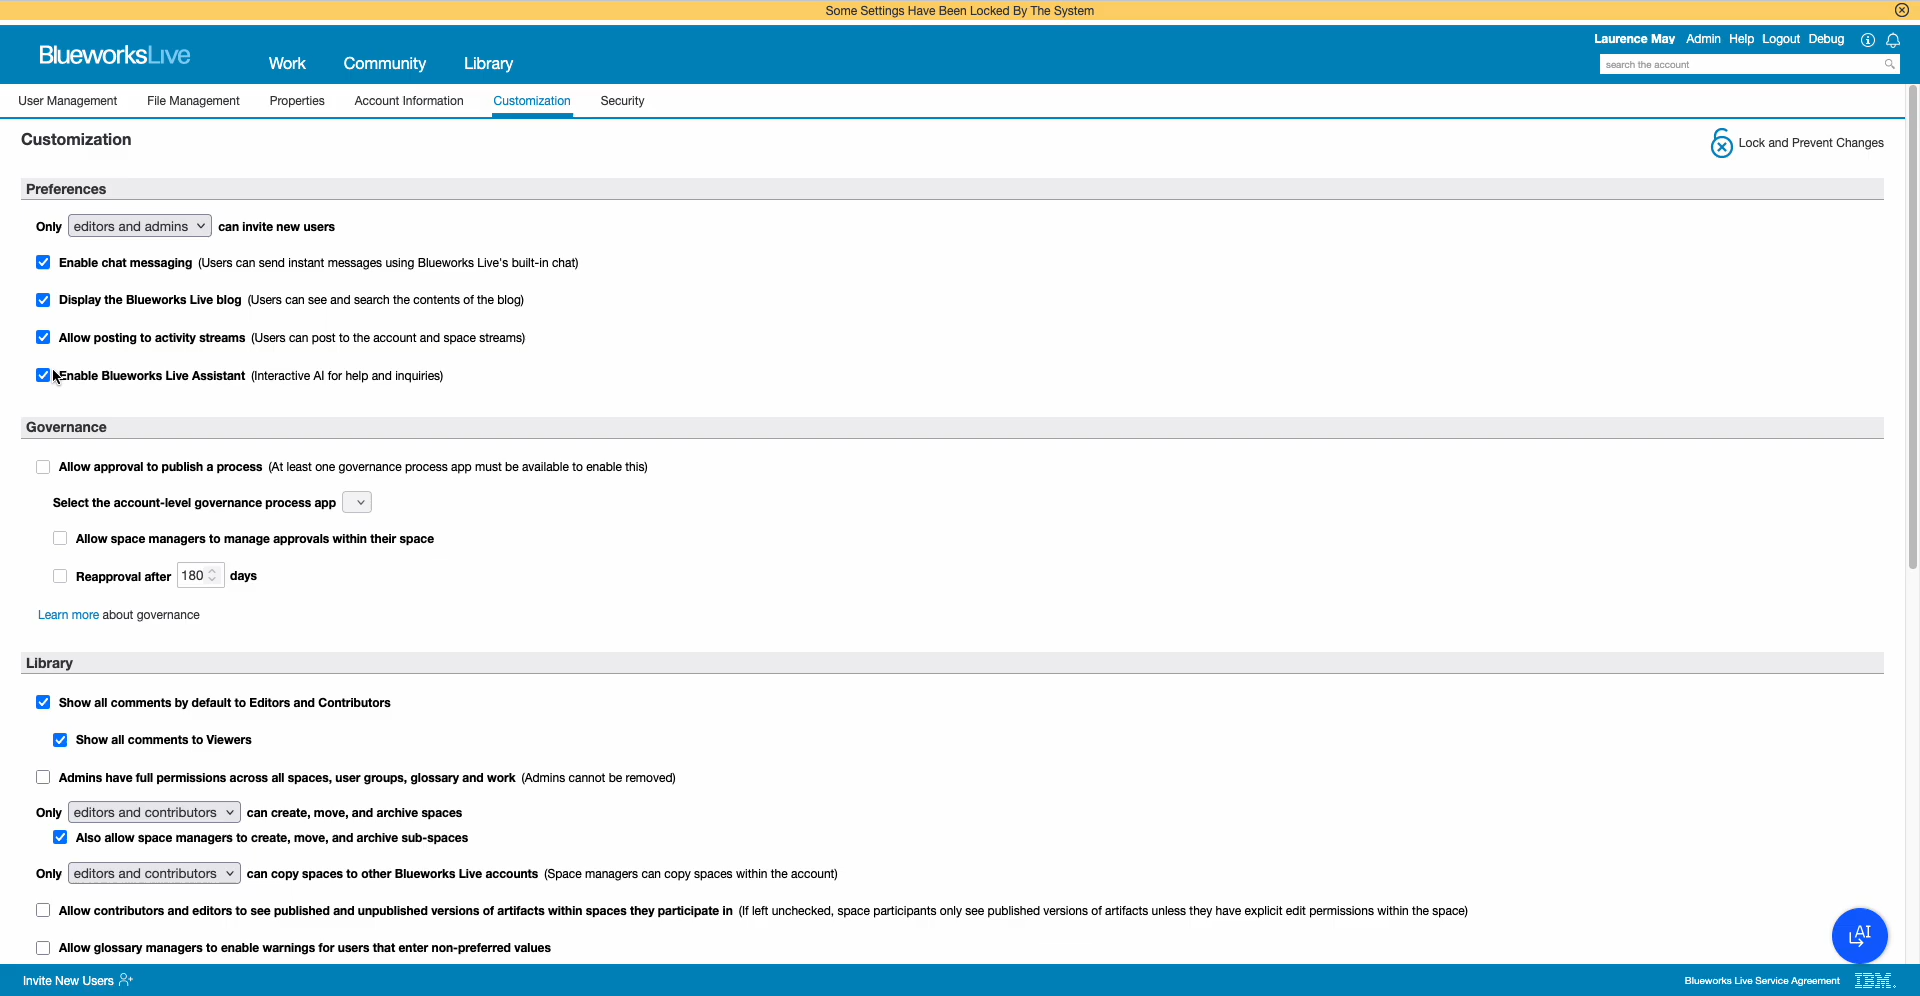 Some Settings Have Been Locked By The System
BlueworksLive
Work Community Library
Laurence May Admin Help Logout Debug
search the account
User Management File Management Properties Account Information Customization Security
Customization
Lock and Prevent Changes
Preferences
Only editors and admins can invite new users
Enable chat messaging (Users can send instant messages using Blueworks Live's built-in chat)
Display the Blueworks Live blog (Users can see and search the contents of the blog)
Allow posting to activity streams (Users can post to the account and space streams)
Enable Blueworks Live Assistant (Interactive AI for help and inquiries)
Governance
Allow approval to publish a process (At least one governance process app must be available to enable this)
Select the account-level governance process app
Allow space managers to manage approvals within their space
Reapproval after 180 days
Learn more about governance
Library
Show all comments by default to Editors and Contributors
Show all comments to Viewers
Admins have full permissions across all spaces, user groups, glossary and work (Admins cannot be removed)
Only editors and contributors can create, move, and archive spaces
Also allow space managers to create, move, and archive sub-spaces
Only editors and contributors can copy spaces to other Blueworks Live accounts (Space managers can copy spaces within the account)
Allow contributors and editors to see published and unpublished versions of artifacts within spaces they participate in (If left unchecked, space participants only see published versions of artifacts unless they have explicit edit permissions within the space)
Allow glossary managers to enable warnings for users that enter non-preferred values
AI
Invite New Users
Blueworks Live Service Agreement IBM.